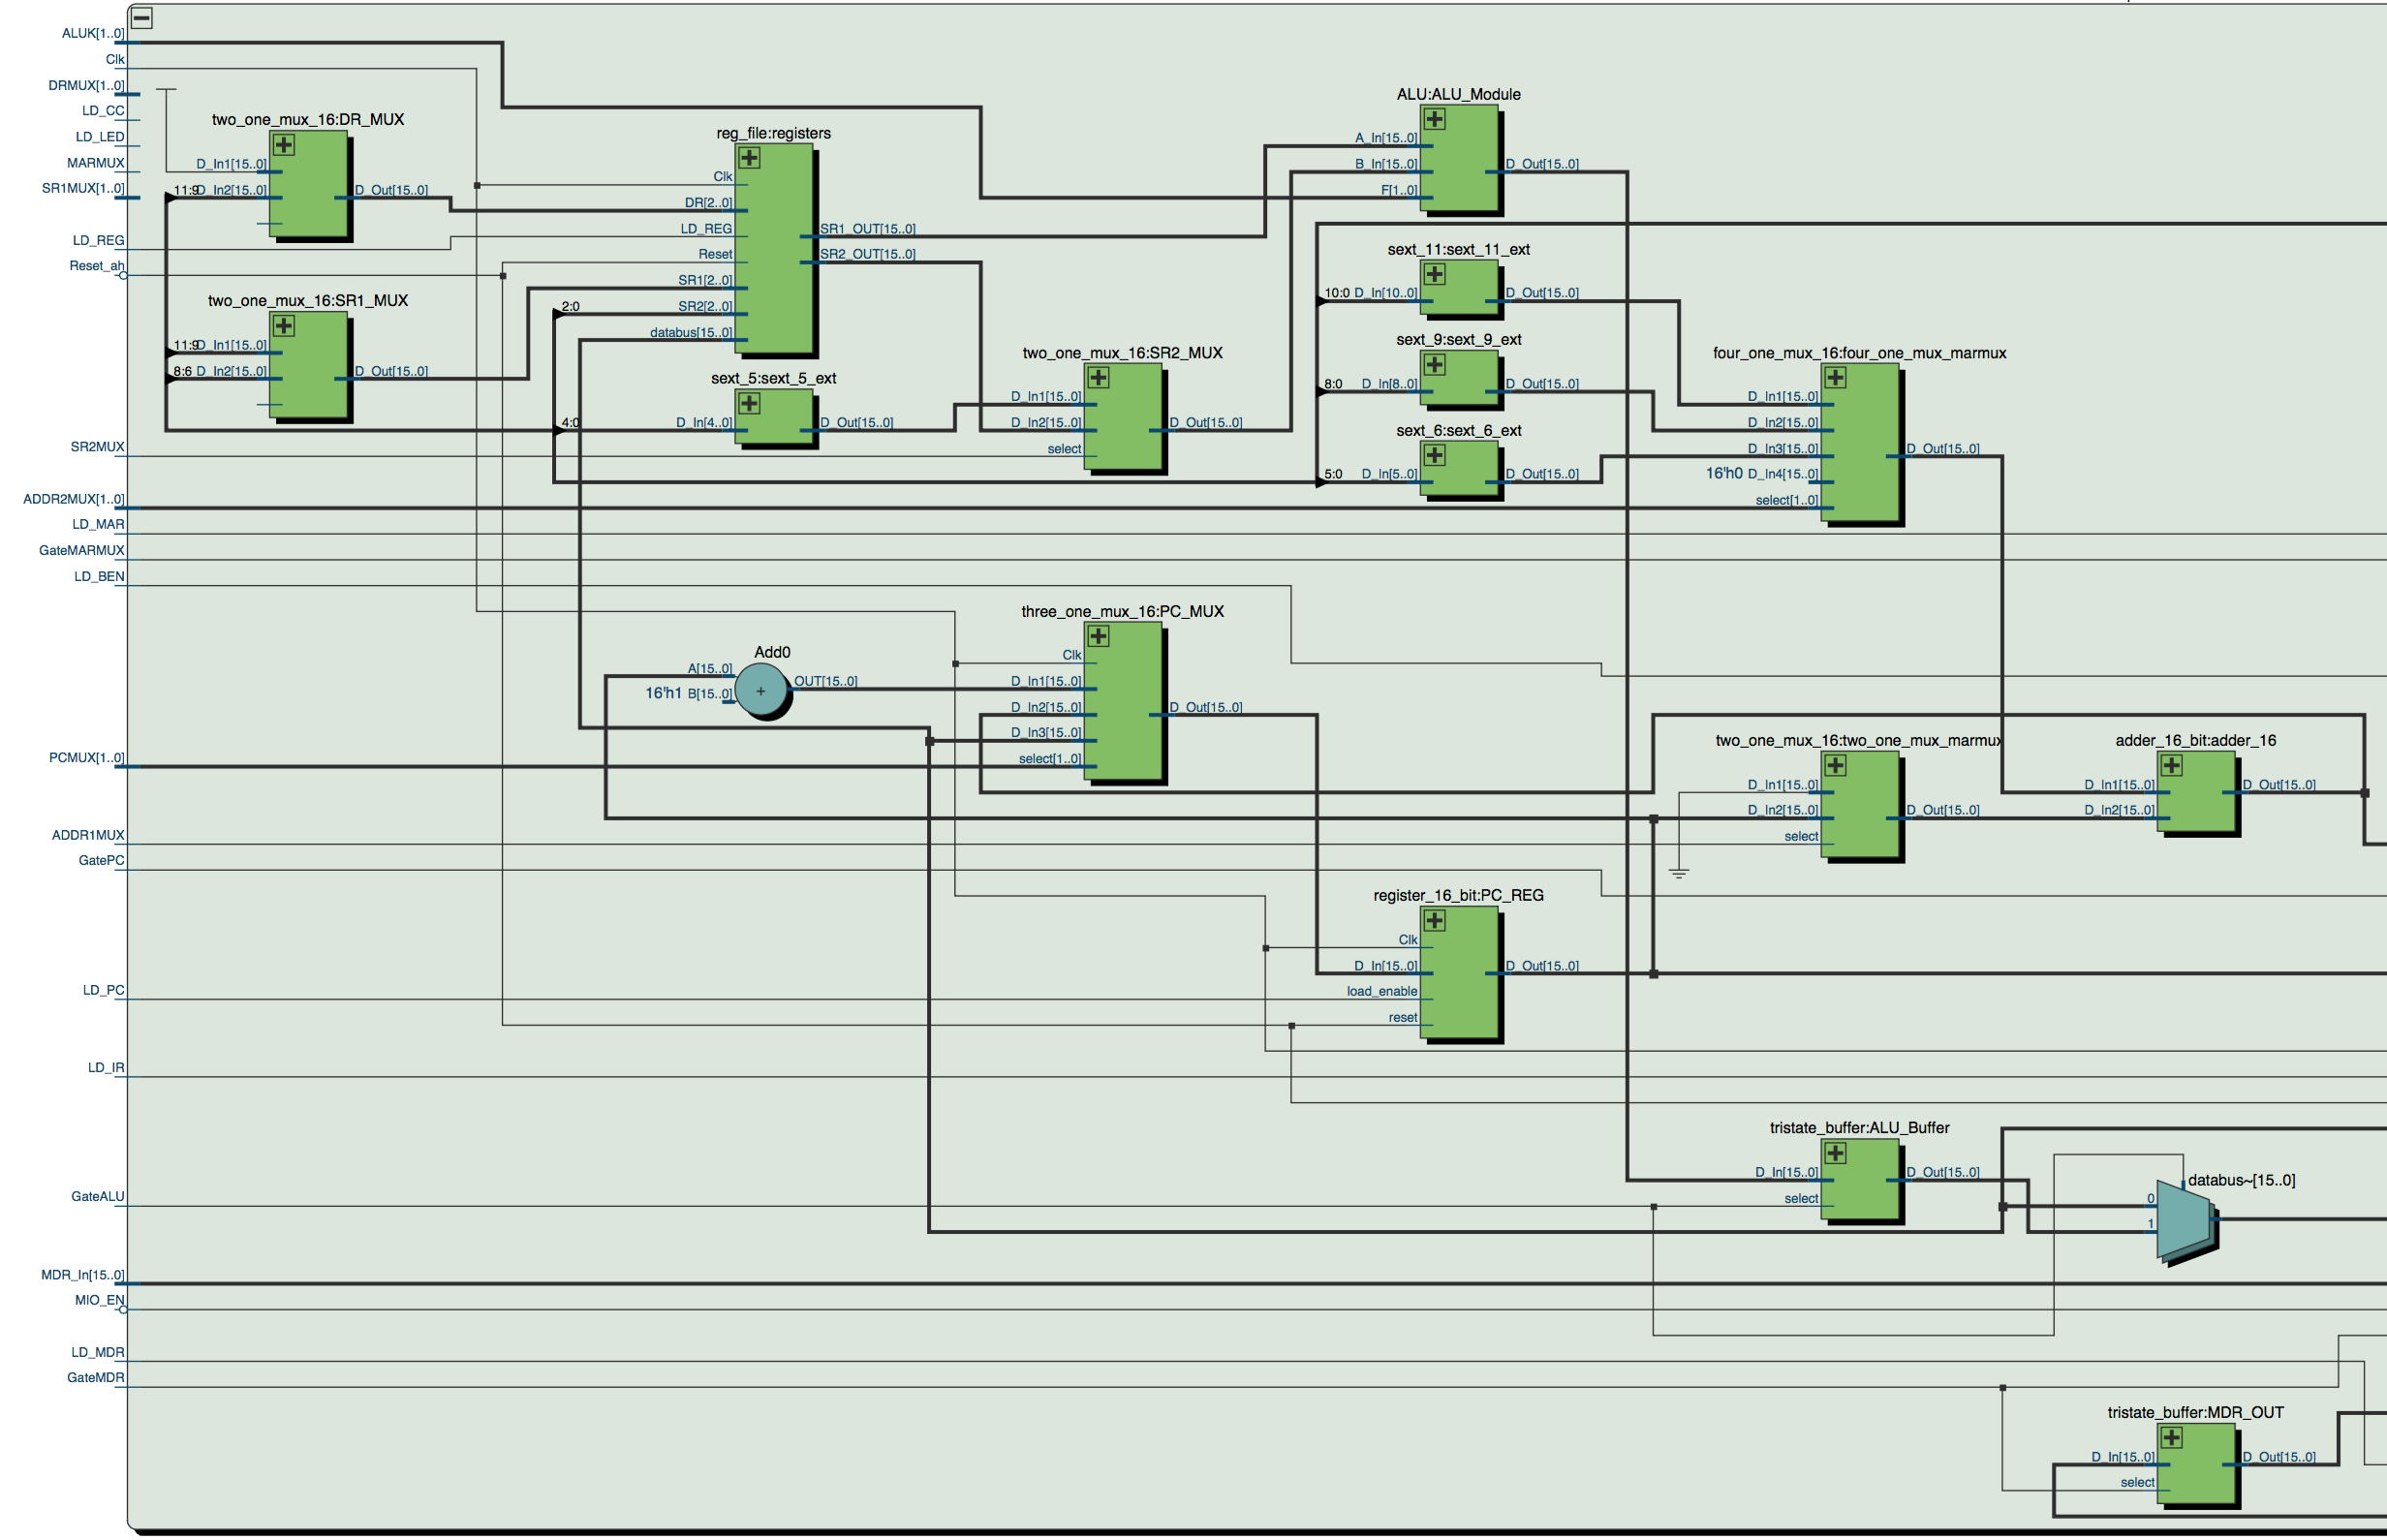 ALUK[1..0]
Clk
DRMUX[1..0]
LD_CC
LD_LED
MARMUX
SR1MUX[1..0]
LD_REG
Reset_ah
SR2MUX
ADDR2MUX[1..0]
LD_MAR
GateMARMUX
LD_BEN
PCMUX[1..0]
ADDR1MUX
GatePC
LD_PC
LD_IR
GateALU
MDR_In[15..0]
MIO_EN
LD_MDR
GateMDR
two_one_mux_16:DR_MUX
D_In1[15..0]
11:9 D_In2[15..0]
D_Out[15..0]
two_one_mux_16:SR1_MUX
11:9 D_In1[15..0]
8:6 D_In2[15..0]
D_Out[15..0]
reg_file:registers
Clk
DR[2..0]
LD_REG
Reset
SR1[2..0]
2:0 SR2[2..0]
databus[15..0]
SR1_OUT[15..0]
SR2_OUT[15..0]
sext_5:sext_5_ext
4:0 D_In[4..0]
D_Out[15..0]
two_one_mux_16:SR2_MUX
D_In1[15..0]
D_In2[15..0]
select
D_Out[15..0]
ALU:ALU_Module
A_In[15..0]
B_In[15..0]
F[1..0]
D_Out[15..0]
sext_11:sext_11_ext
10:0 D_In[10..0]
D_Out[15..0]
sext_9:sext_9_ext
8:0 D_In[8..0]
D_Out[15..0]
sext_6:sext_6_ext
5:0 D_In[5..0]
D_Out[15..0]
four_one_mux_16:four_one_mux_marmux
D_In1[15..0]
D_In2[15..0]
D_In3[15..0]
16'h0 D_In4[15..0]
select[1..0]
D_Out[15..0]
Add0
A[15..0]
16'h1 B[15..0]
+
OUT[15..0]
three_one_mux_16:PC_MUX
Clk
D_In1[15..0]
D_In2[15..0]
D_In3[15..0]
select[1..0]
D_Out[15..0]
two_one_mux_16:two_one_mux_marmux
D_In1[15..0]
D_In2[15..0]
select
D_Out[15..0]
adder_16_bit:adder_16
D_In1[15..0]
D_In2[15..0]
D_Out[15..0]
register_16_bit:PC_REG
Clk
D_In[15..0]
load_enable
reset
D_Out[15..0]
tristate_buffer:ALU_Buffer
D_In[15..0]
select
D_Out[15..0]
databus~[15..0]
0
1
tristate_buffer:MDR_OUT
D_In[15..0]
select
D_Out[15..0]